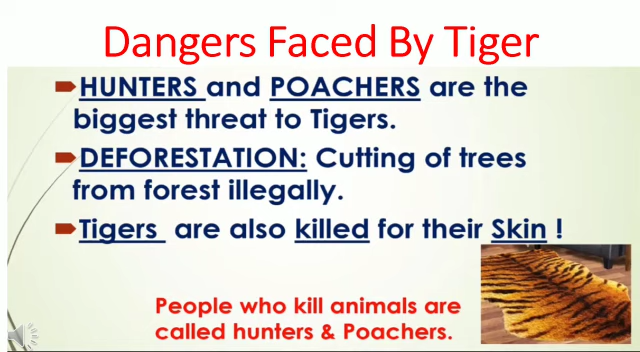 Dangers Faced By Tiger
HUNTERS and POACHERS are the
biggest threat to Tigers.
DEFORESTATION: Cutting of trees
from forest illegally.
Tigers are also killed for their Skin !
People who kill animals are
called hunters & Poachers.